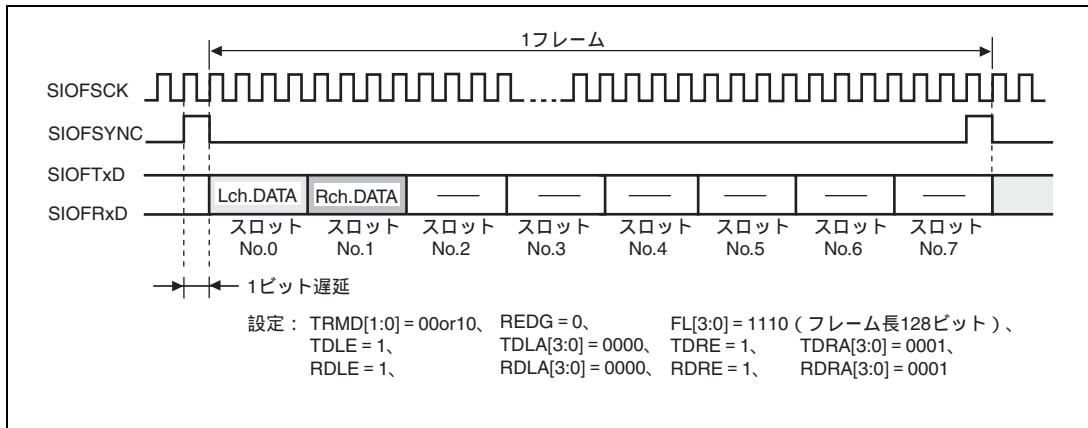 1フレーム
SIOFSCK
SIOFSYNC
SIOFTxD
SIOFRxD
Lch.DATA Rch.DATA — — — — — —
スロット スロット スロット スロット スロット スロット スロット スロット
No.0 No.1 No.2 No.3 No.4 No.5 No.6 No.7
1ビット遅延
設定： TRMD[1:0] = 00or10、 REDG = 0、 FL[3:0] = 1110（フレーム長128ビット）、
TDLE = 1、 TDLA[3:0] = 0000、 TDRE = 1、 TDRA[3:0] = 0001、
RDLE = 1、 RDLA[3:0] = 0000、 RDRE = 1、 RDRA[3:0] = 0001